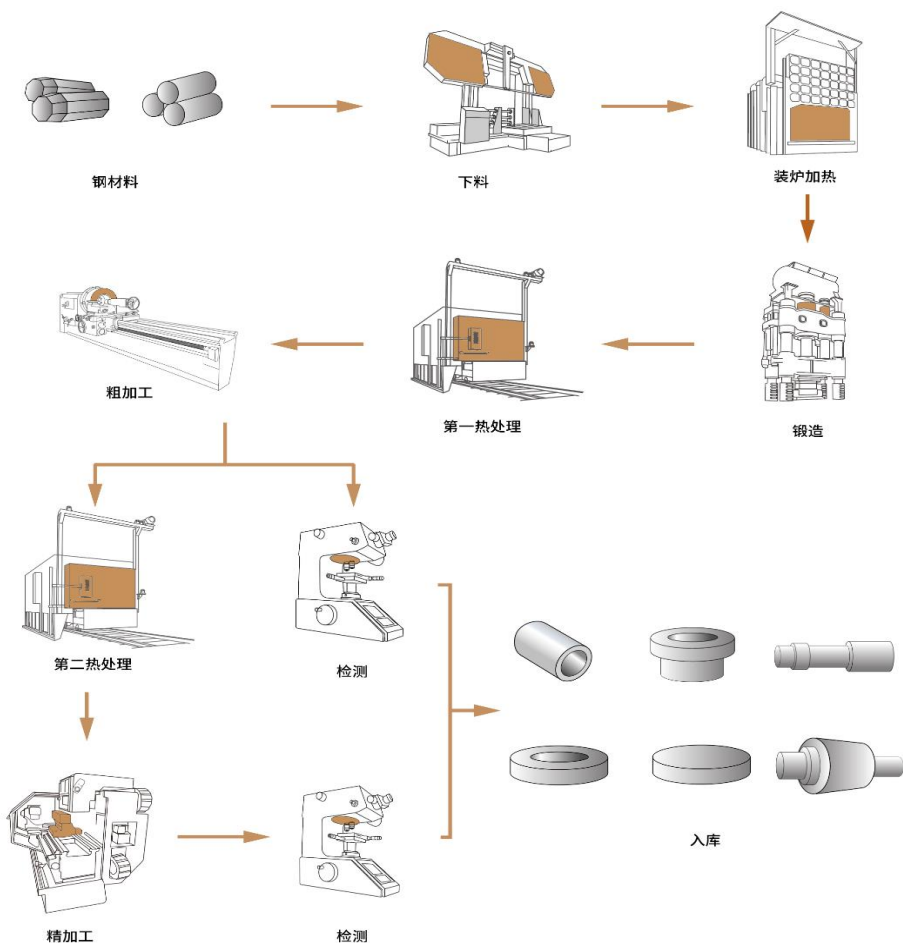 钢材料
下料
装炉加热
锻造
第一热处理
粗加工
第二热处理
检测
精加工
检测
入库